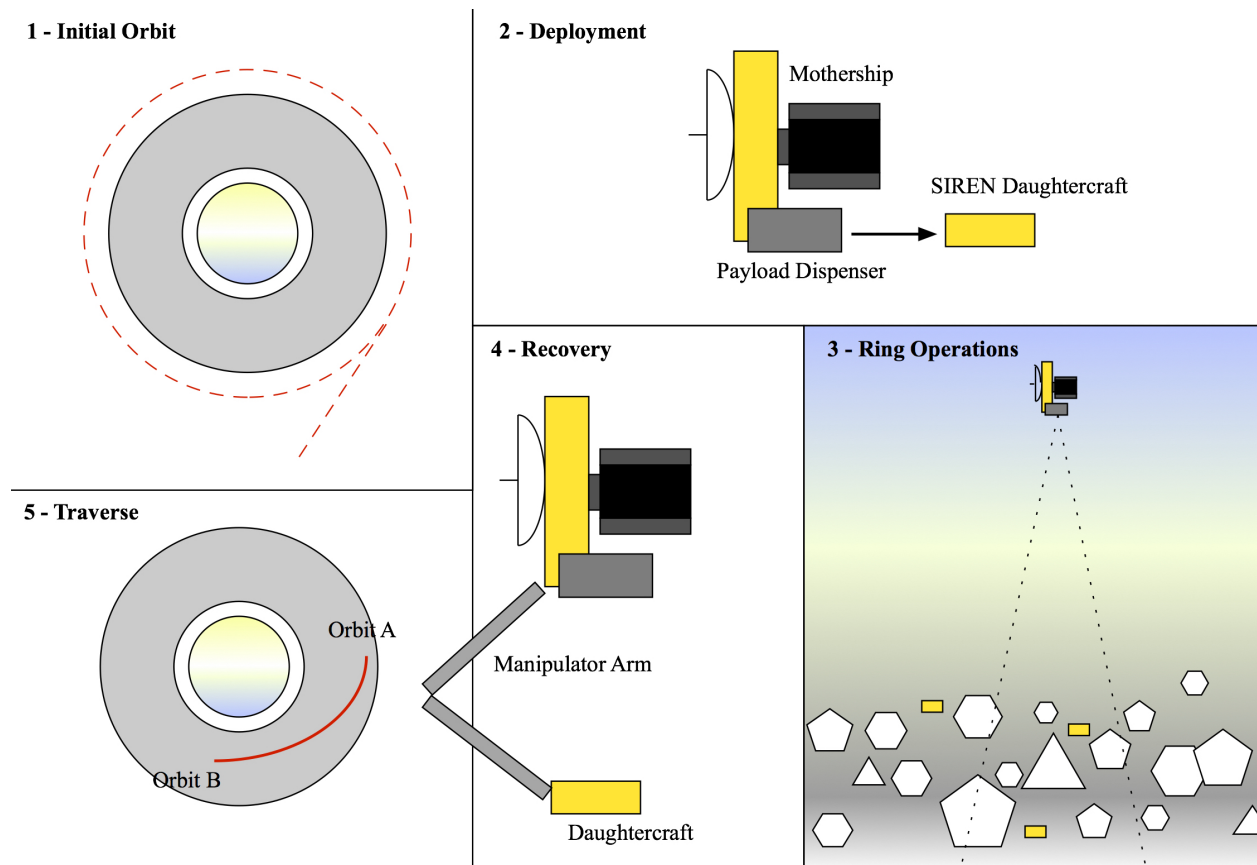 1 - Initial Orbit
2 - Deployment
Mothership
SIREN Daughtercraft
Payload Dispenser
3 - Ring Operations
4 - Recovery
Manipulator Arm
Daughtercraft
5 - Traverse
Orbit A
Orbit B